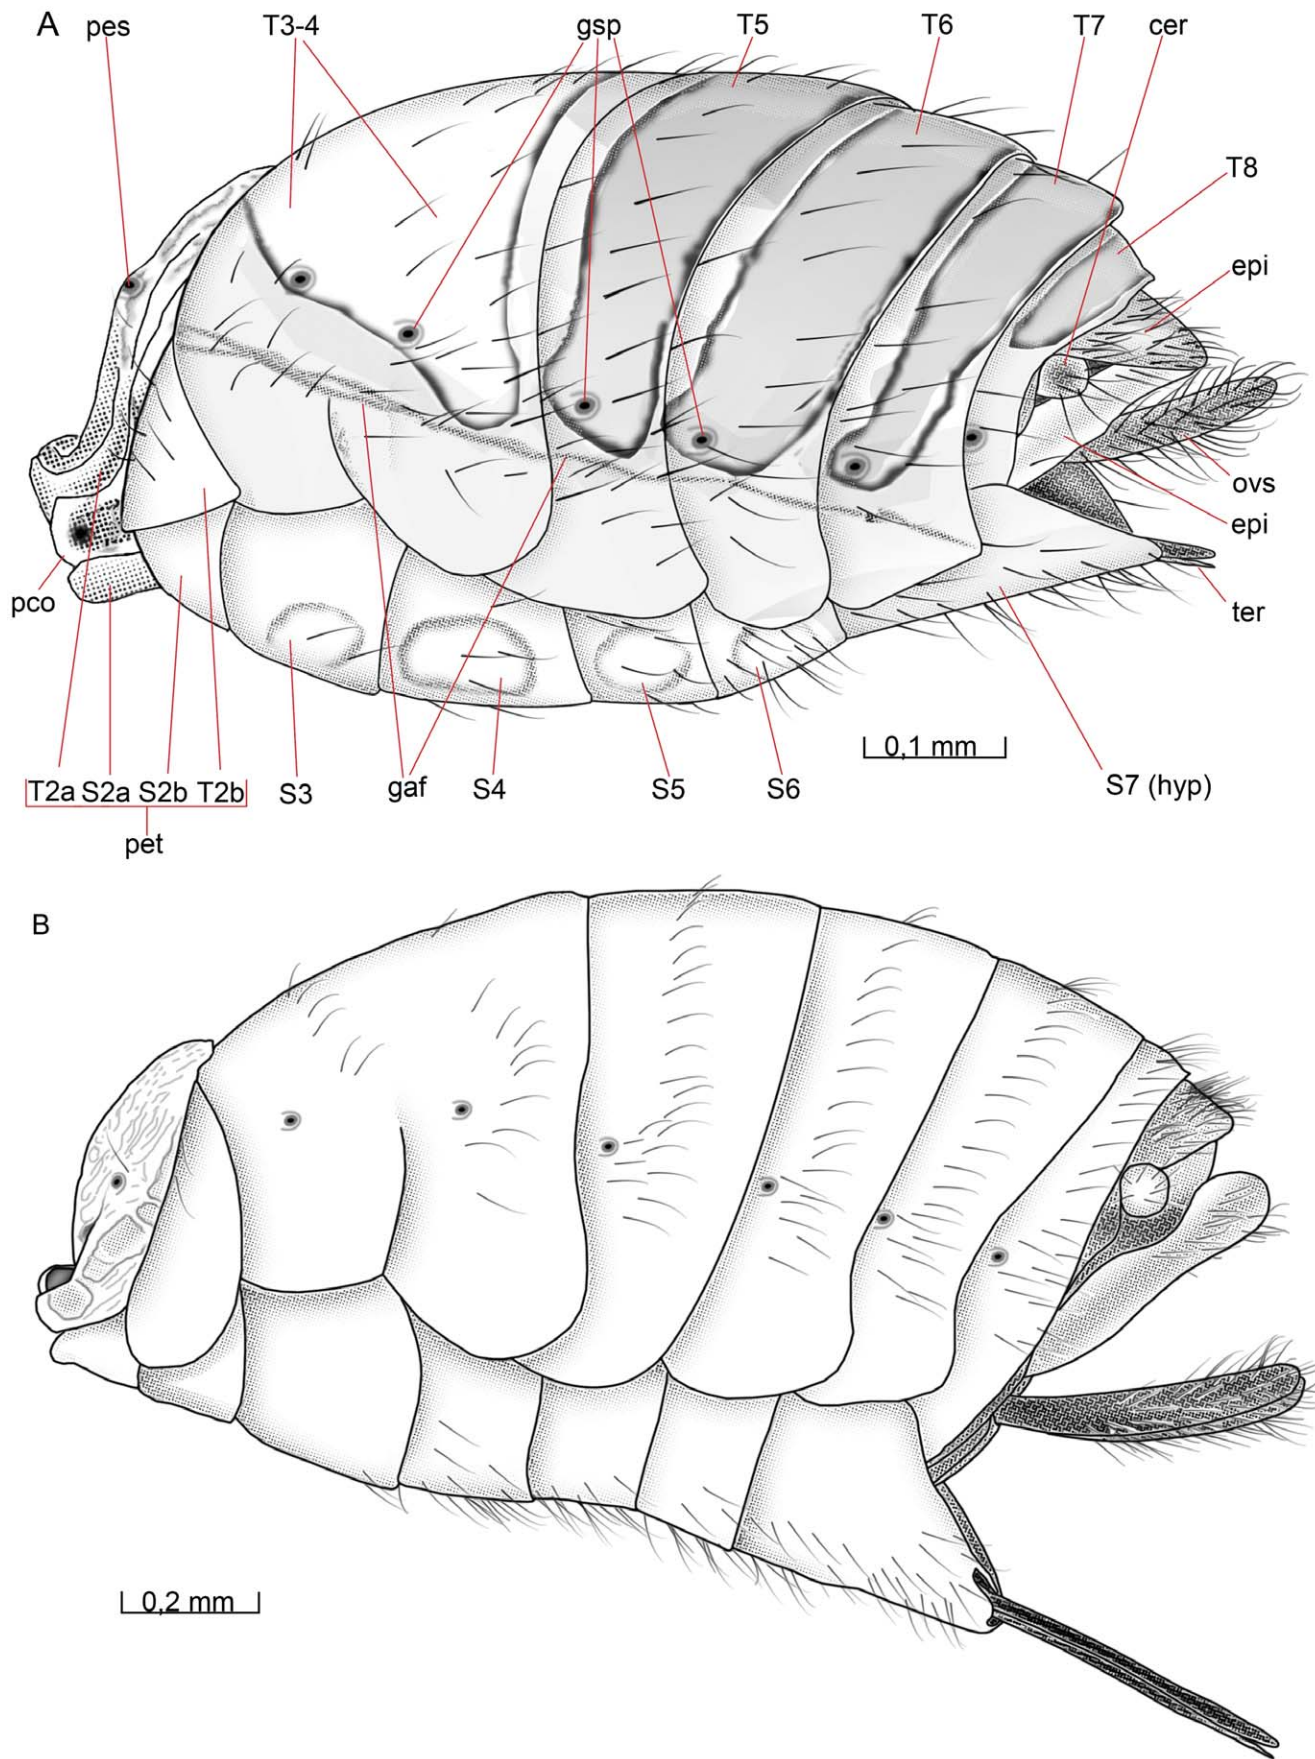 A pes T3-4 gsp T5 T6 T7 cer
T8
epi
ovs
epi
pco
ter
0,1 mm
T2a S2a S2b T2b S3 gaf S4 S5 S6 S7 (hyp)
pet
B
0,2 mm